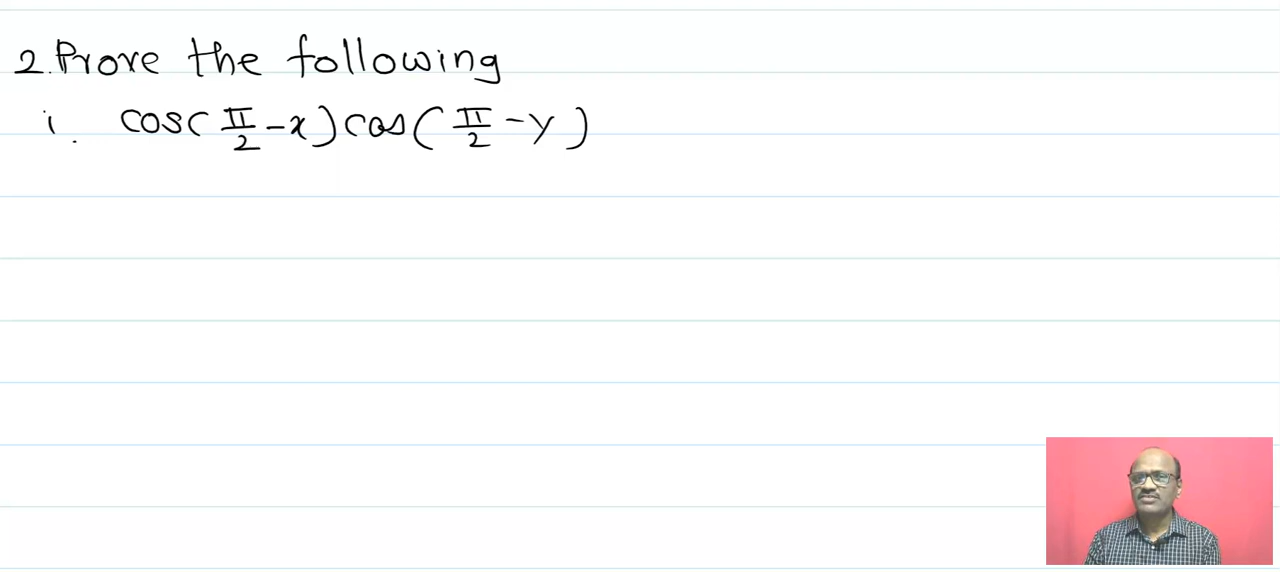 2. Prove the following
i. cos(π/2 - x) cos(π/2 - y)